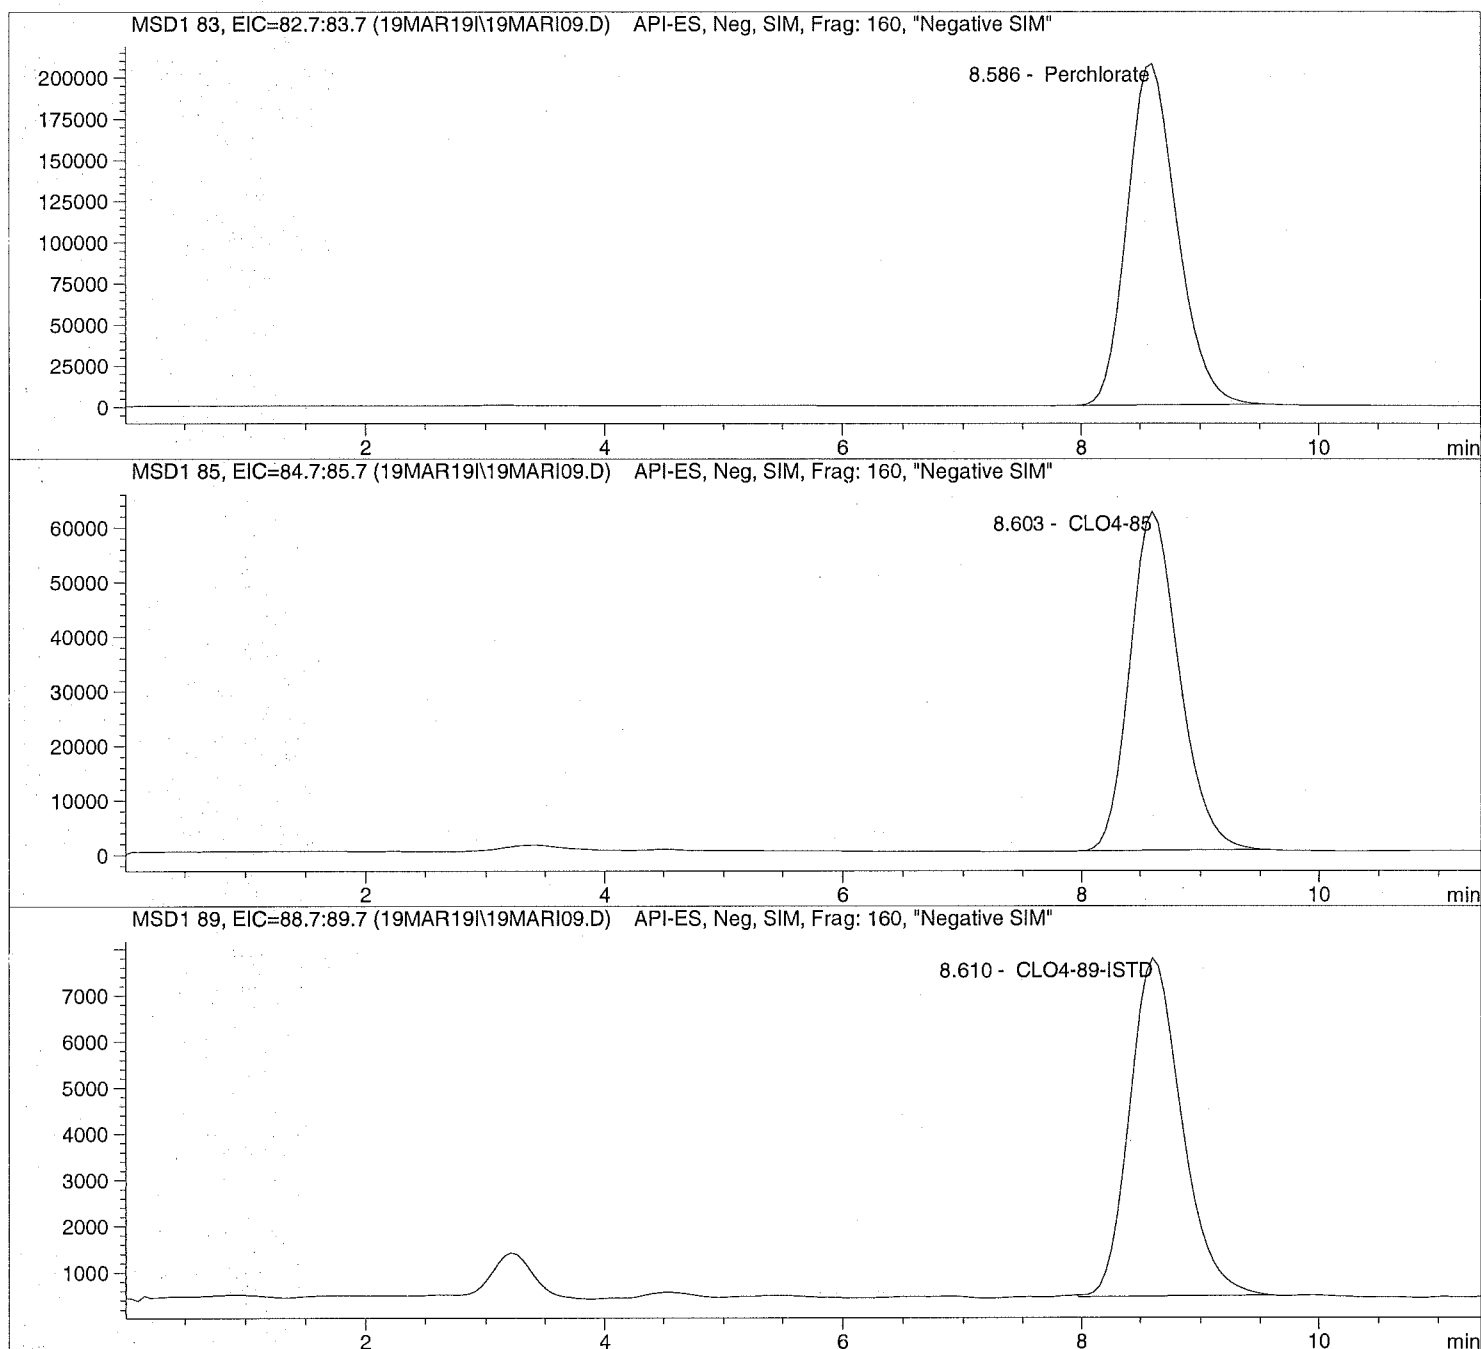 MSD1 83, EIC=82.7:83.7 (19MAR19I\19MARI09.D) API-ES, Neg, SIM, Frag: 160, "Negative SIM"
8.586 - Perchlorate
200000
175000
150000
125000
100000
75000
50000
25000
0
2 4 6 8 10 min
MSD1 85, EIC=84.7:85.7 (19MAR19I\19MARI09.D) API-ES, Neg, SIM, Frag: 160, "Negative SIM"
8.603 - CLO4-85
60000
50000
40000
30000
20000
10000
0
2 4 6 8 10 min
MSD1 89, EIC=88.7:89.7 (19MAR19I\19MARI09.D) API-ES, Neg, SIM, Frag: 160, "Negative SIM"
8.610 - CLO4-89-ISTD
7000
6000
5000
4000
3000
2000
1000
2 4 6 8 10 min